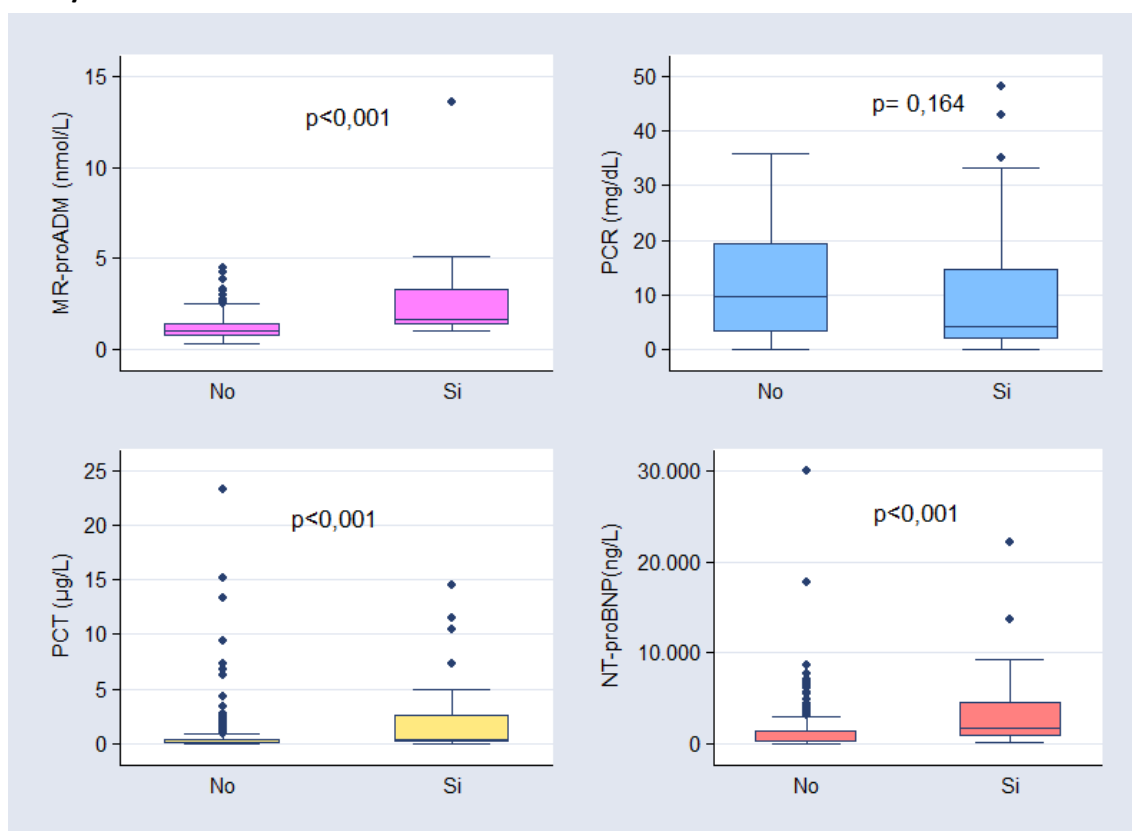 MR-proADM (nmol/L)
15
10
5
0
p<0,001
No
Si
PCR (mg/dL)
50
40
30
20
10
0
p= 0,164
No
Si
PCT (µg/L)
25
20
15
10
5
0
p<0,001
No
Si
NT-proBNP(ng/L)
30.000
20.000
10.000
0
p<0,001
No
Si